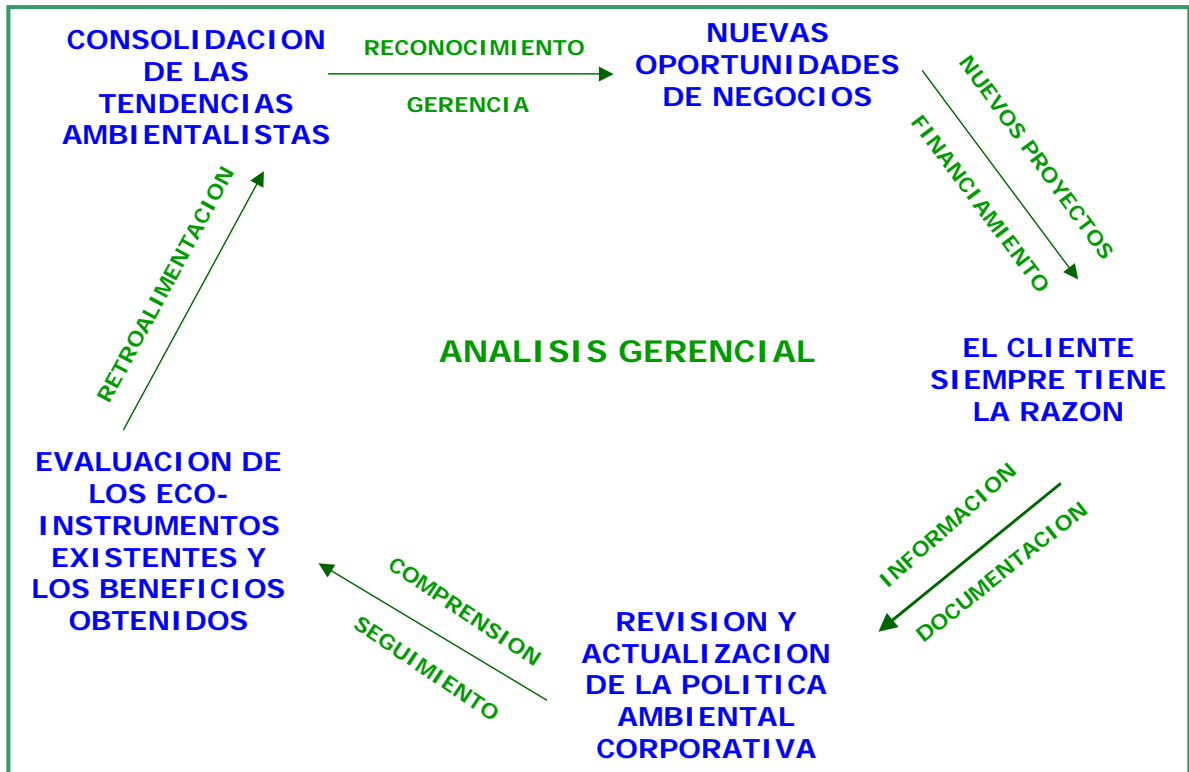 CONSOLIDACION
DE LAS
TENDENCIAS
AMBIENTALISTAS
RECONOCIMIENTO
GERENCIA
NUEVAS
OPORTUNIDADES
DE NEGOCIOS
NUEVOS PROYECTOS
FINANCIAMIENTO
EL CLIENTE
SIEMPRE TIENE
LA RAZON
INFORMACION
DOCUMENTACION
REVISION Y
ACTUALIZACION
DE LA POLITICA
AMBIENTAL
CORPORATIVA
COMPRENSION
SEGUIMIENTO
EVALUACION DE
LOS ECO-
INSTRUMENTOS
EXISTENTES Y
LOS BENEFICIOS
OBTENIDOS
RETROALIMENTACION
ANALISIS GERENCIAL